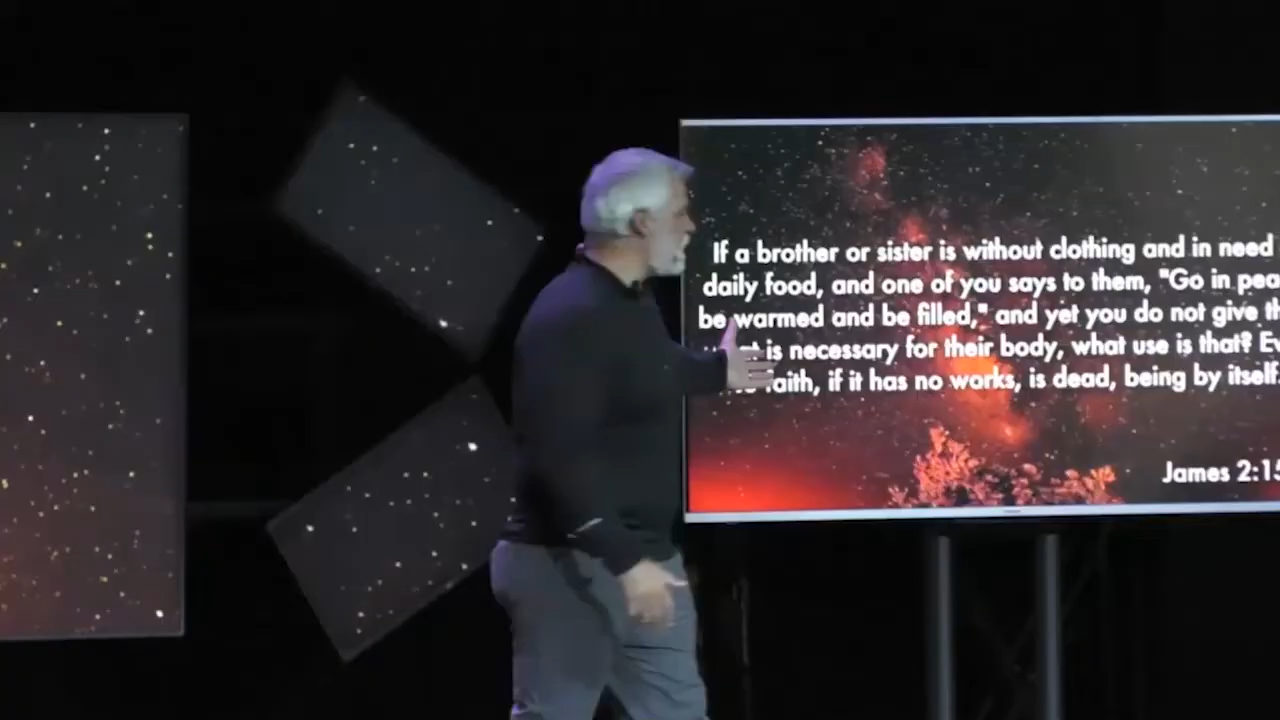 If a brother or sister is without clothing and in need
daily food, and one of you says to them, "Go in pea
be warmed and be filled," and yet you do not give th
is necessary for their body, what use is that? Ev
faith, if it has no works, is dead, being by itself.
James 2:15